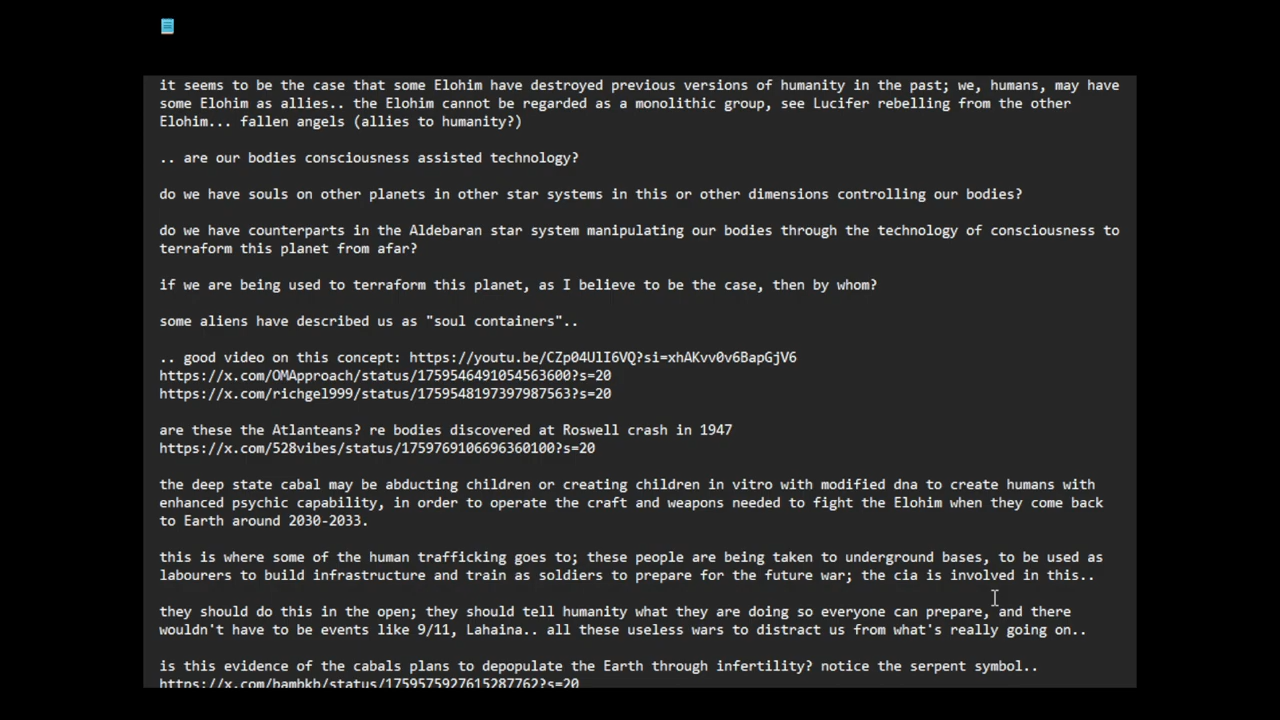 it seems to be the case that some Elohim have destroyed previous versions of humanity in the past; we, humans, may have
some Elohim as allies.. the Elohim cannot be regarded as a monolithic group, see Lucifer rebelling from the other
Elohim... fallen angels (allies to humanity?)
.. are our bodies consciousness assisted technology?
do we have souls on other planets in other star systems in this or other dimensions controlling our bodies?
do we have counterparts in the Aldebaran star system manipulating our bodies through the technology of consciousness to
terraform this planet from afar?
if we are being used to terraform this planet, as I believe to be the case, then by whom?
some aliens have described us as "soul containers"..
.. good video on this concept: https://youtu.be/CZp04UlI6VQ?si=xhAKvv0v6BapGjV6
https://x.com/OMApproach/status/1759546491054563600?s=20
https://x.com/richgel999/status/1759548197397987563?s=20
are these the Atlanteans? re bodies discovered at Roswell crash in 1947
https://x.com/528vibes/status/1759769106696360100?s=20
the deep state cabal may be abducting children or creating children in vitro with modified dna to create humans with
enhanced psychic capability, in order to operate the craft and weapons needed to fight the Elohim when they come back
to Earth around 2030-2033.
this is where some of the human trafficking goes to; these people are being taken to underground bases, to be used as
labourers to build infrastructure and train as soldiers to prepare for the future war; the cia is involved in this..
they should do this in the open; they should tell humanity what they are doing so everyone can prepare, and there
wouldn't have to be events like 9/11, Lahaina.. all these useless wars to distract us from what's really going on..
is this evidence of the cabals plans to depopulate the Earth through infertility? notice the serpent symbol..
https://x.com/bambkb/status/1759575927615287762?s=20